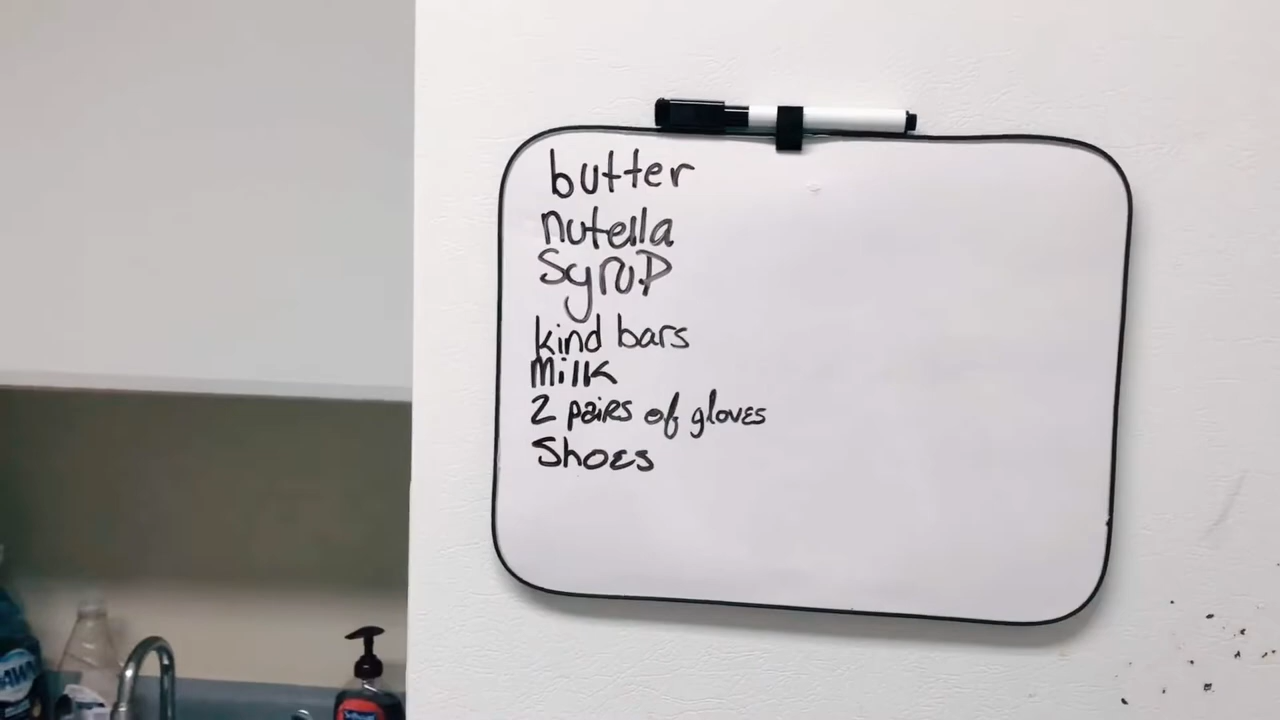 butter
nutella
Syrup
kind bars
Milk
2 pairs of gloves
Shoes